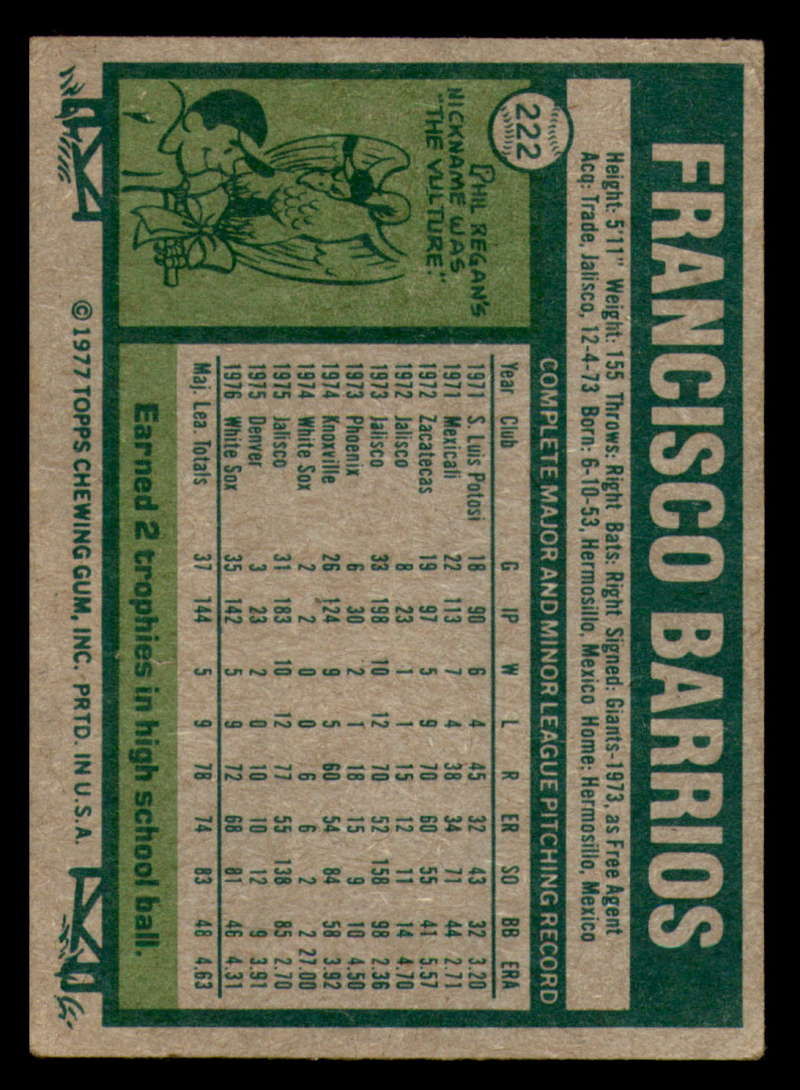 FRANCISCO BARRIOS
Height: 5'11" Weight: 155 Throws: Right Bats: Right Signed: Giants-1973, as Free Agent
Acq: Trade, Jalisco, 12-4-73 Born: 6-10-53, Hermosillo, Mexico Home: Hermosillo, Mexico
222
PHIL REGAN'S
NICKNAME WAS
"THE VULTURE."
COMPLETE MAJOR AND MINOR LEAGUE PITCHING RECORD
Year Club G IP W L R ER SO BB ERA
1971 S. Luis Potosi 18 90 6 4 45 32 43 32 3.20
1971 Mexicali 22 113 7 4 38 34 71 44 2.71
1972 Zacatecas 19 97 5 9 70 60 55 41 5.57
1972 Jalisco 8 23 1 1 15 12 11 14 4.70
1973 Jalisco 33 198 10 12 70 52 158 98 2.36
1973 Phoenix 6 30 2 1 18 15 9 10 4.50
1974 Knoxville 26 124 9 5 60 54 84 58 3.92
1974 White Sox 2 2 0 0 6 6 2 2 27.00
1975 Jalisco 31 183 10 12 77 55 138 85 2.70
1975 Denver 3 23 2 0 10 10 12 9 3.91
1976 White Sox 35 142 5 9 72 68 81 46 4.31
Maj. Lea. Totals 37 144 5 9 78 74 83 48 4.63
Earned 2 trophies in high school ball.
© 1977 TOPPS CHEWING GUM, INC. PRTD. IN U.S.A.